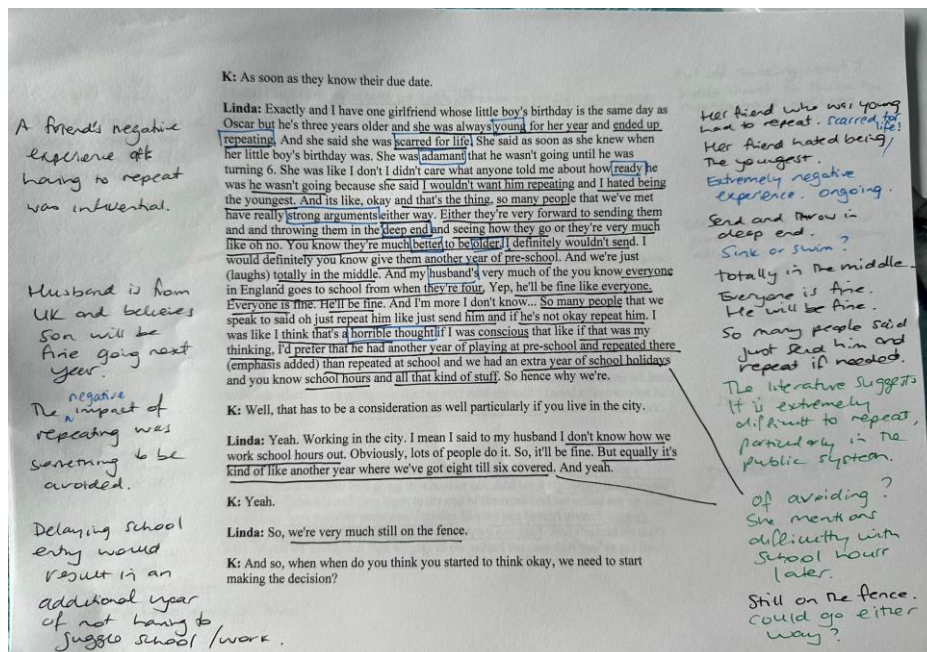 A friend's negative
experience of
having to repeat
was influential.
Husband is from
UK and believes
son will be
fine going next
year.
The negative impact of
repeating was
something to be
avoided.
Delaying school
entry would
result in an
additional year
of not having to
juggle school/work.
K: As soon as they know their due date.
Linda: Exactly and I have one girlfriend whose little boy's birthday is the same day as
Oscar but he's three years older and she was always young for her year and ended up
repeating. And she said she was scarred for life. She said as soon as she knew when
her little boy's birthday was. She was adamant that he wasn't going until he was
turning 6. She was like I don't I didn't care what anyone told me about how ready he
was he wasn't going because she said I wouldn't want him repeating and I hated being
the youngest. And its like, okay and that's the thing, so many people that we've met
have really strong arguments either way. Either they're very forward to sending them
and and throwing them in the deep end and seeing how they go or they're very much
like oh no. You know they're much better to be older. I definitely wouldn't send. I
would definitely you know give them another year of pre-school. And we're just
(laughs) totally in the middle. And my husband's very much of the you know everyone
in England goes to school from when they're four, Yep, he'll be fine like everyone.
Everyone is fine. He'll be fine. And I'm more I don't know... So many people that we
speak to said oh just repeat him like just send him and if he's not okay repeat him. I
was like I think that's a horrible thought if I was conscious that like if that was my
thinking, I'd prefer that he had another year of playing at pre-school and repeated there
(emphasis added) than repeated at school and we had an extra year of school holidays
and you know school hours and all that kind of stuff. So hence why we're.
K: Well, that has to be a consideration as well particularly if you live in the city.
Linda: Yeah. Working in the city. I mean I said to my husband I don't know how we
work school hours out. Obviously, lots of people do it. So, it'll be fine. But equally it's
kind of like another year where we've got eight till six covered. And yeah.
K: Yeah.
Linda: So, we're very much still on the fence.
K: And so, when when do you think you started to think okay, we need to start
making the decision?
Her friend who was young
had to repeat. scarred for
life!
Her friend hated being
The youngest.
Extremely negative
experience. ongoing.
Send and Throw in
deep end.
Sink or swim?
totally in the middle.
Everyone is fine.
He will be fine.
So many people said
just send him and
repeat if needed.
The literature suggests
It is extremely
difficult to repeat,
particularly in the
public system.
of avoiding?
She mentions
difficulty with
school hours
later.
Still on the fence.
could go either
way?